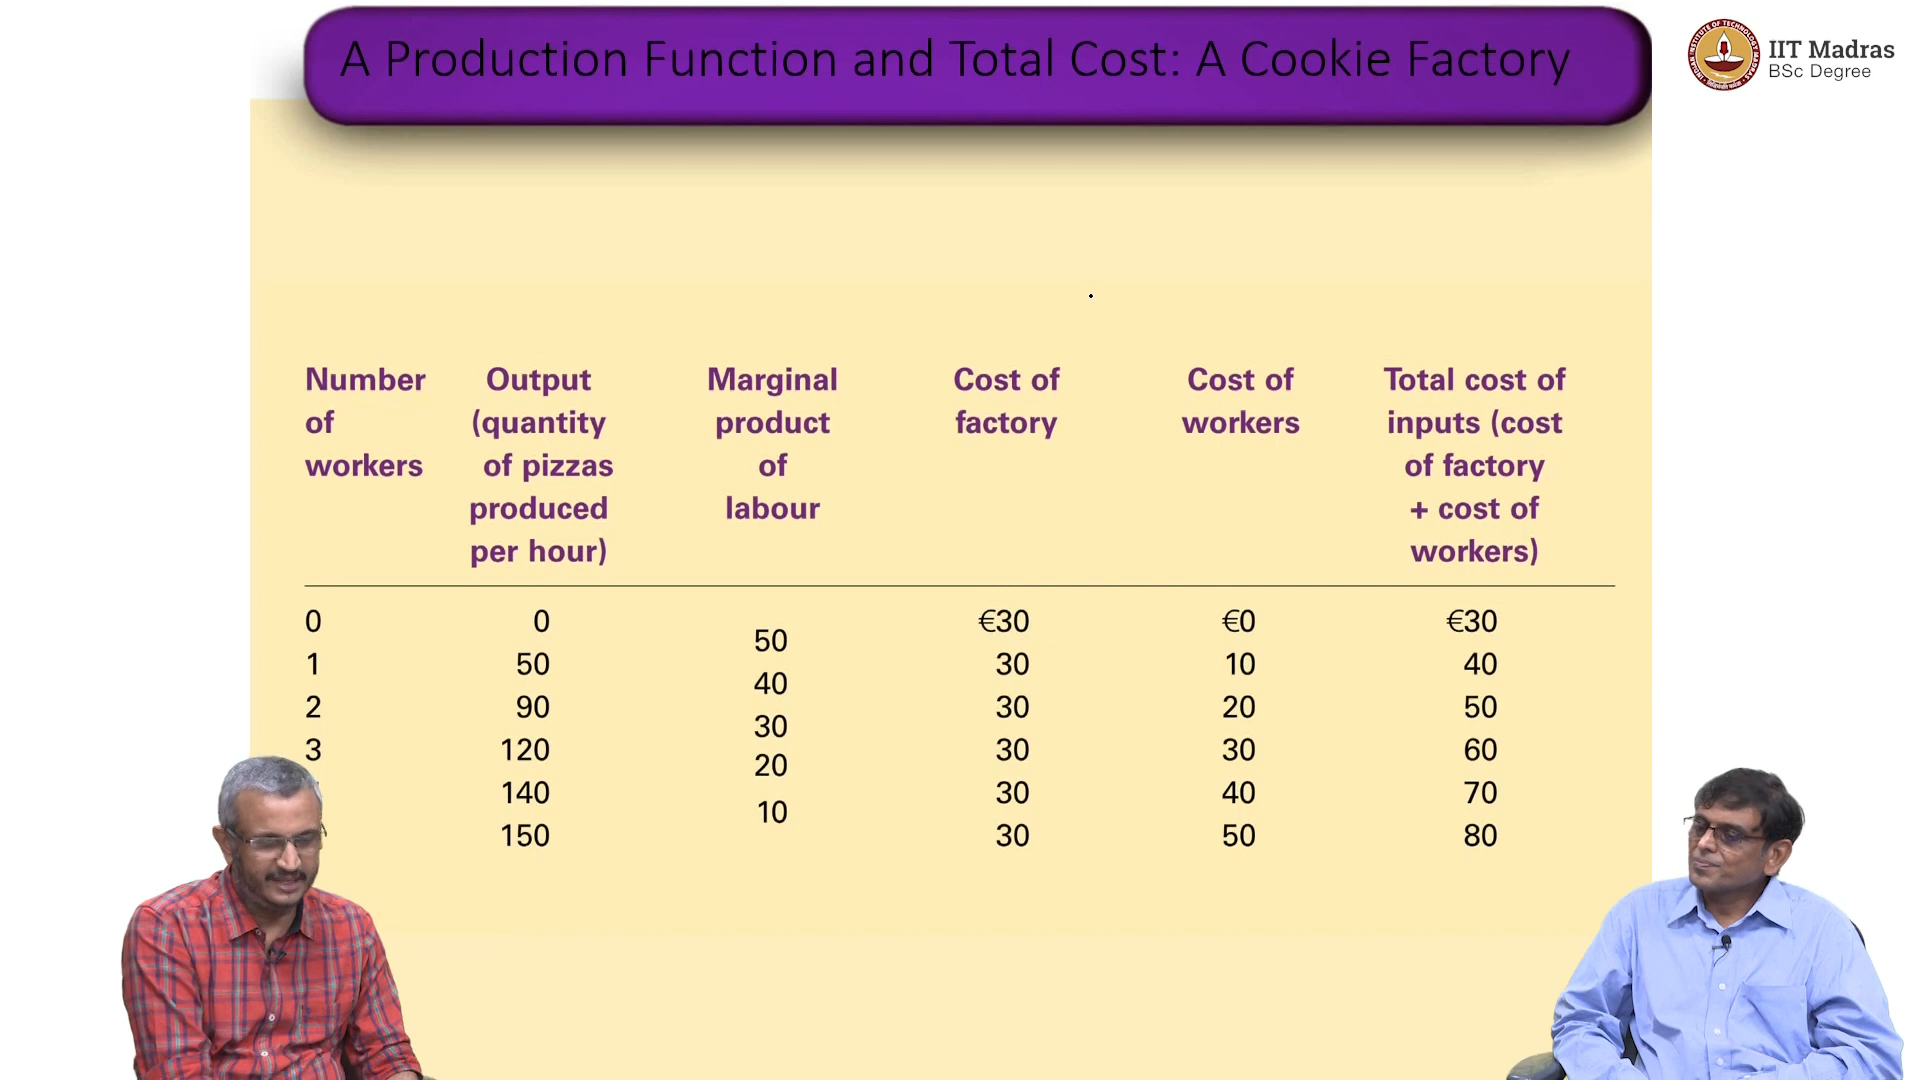 A Production Function and Total Cost: A Cookie Factory
IIT Madras
BSc Degree
Number of workers
Output (quantity of pizzas produced per hour)
Marginal product of labour
Cost of factory
Cost of workers
Total cost of inputs (cost of factory + cost of workers)
0 0 €30 €0 €30
50
1 50 30 10 40
40
2 90 30 20 50
30
3 120 30 30 60
20
140 30 40 70
10
150 30 50 80